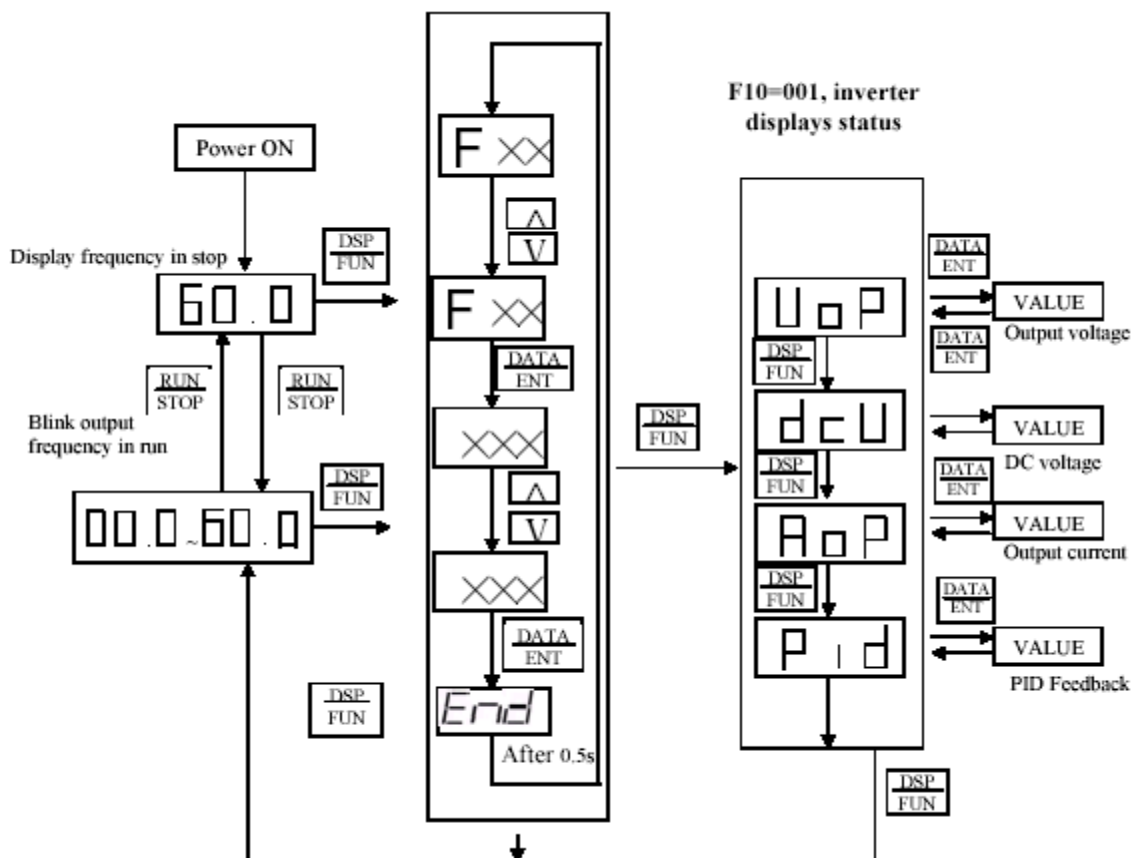 F10=001, inverter
displays status
Power ON
Display frequency in stop
60.0
DSP
FUN
RUN
STOP
RUN
STOP
Blink output
frequency in run
00.0~60.0
DSP
FUN
DSP
FUN
F XX
Λ
V
F XX
DATA
ENT
XXX
Λ
V
XXX
DATA
ENT
End
After 0.5s
DSP
FUN
UoP
DSP
FUN
dcU
DSP
FUN
AoP
DSP
FUN
Pid
DATA
ENT
VALUE
Output voltage
DATA
ENT
VALUE
DC voltage
DATA
ENT
VALUE
Output current
DATA
ENT
VALUE
PID Feedback
DSP
FUN